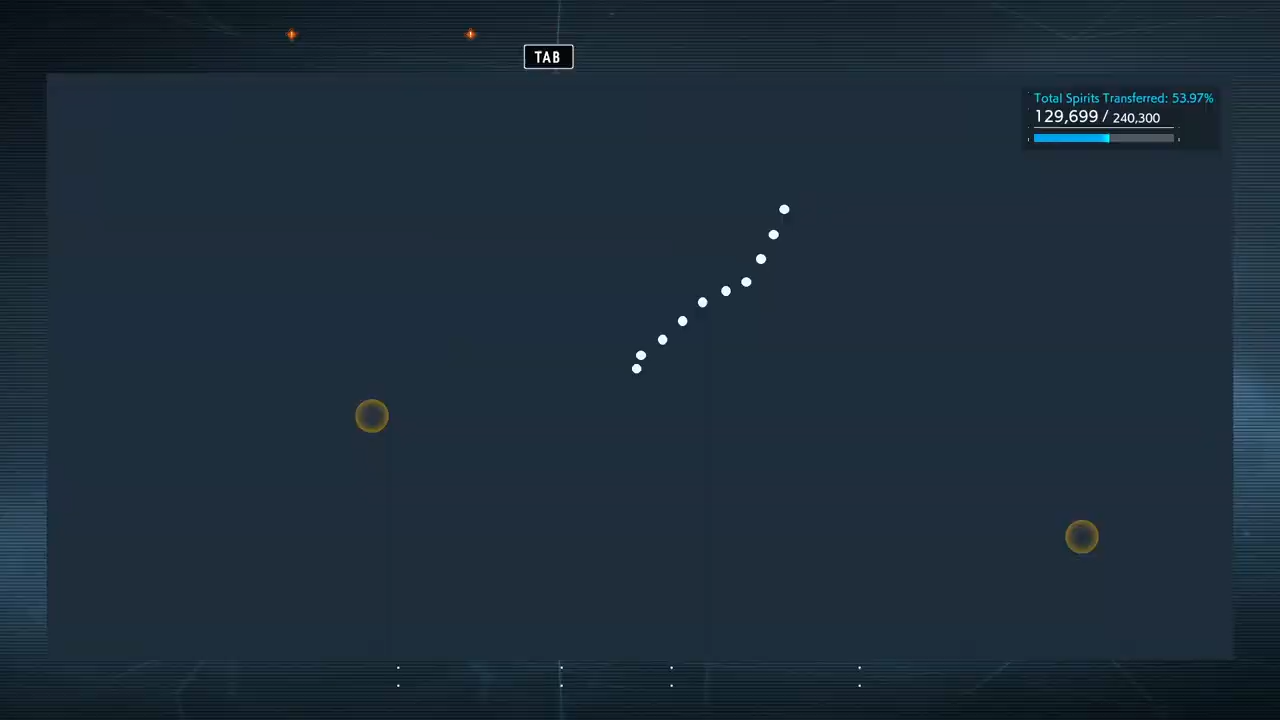 TAB
Total Spirits Transferred: 53.97%
129,699 / 240,300